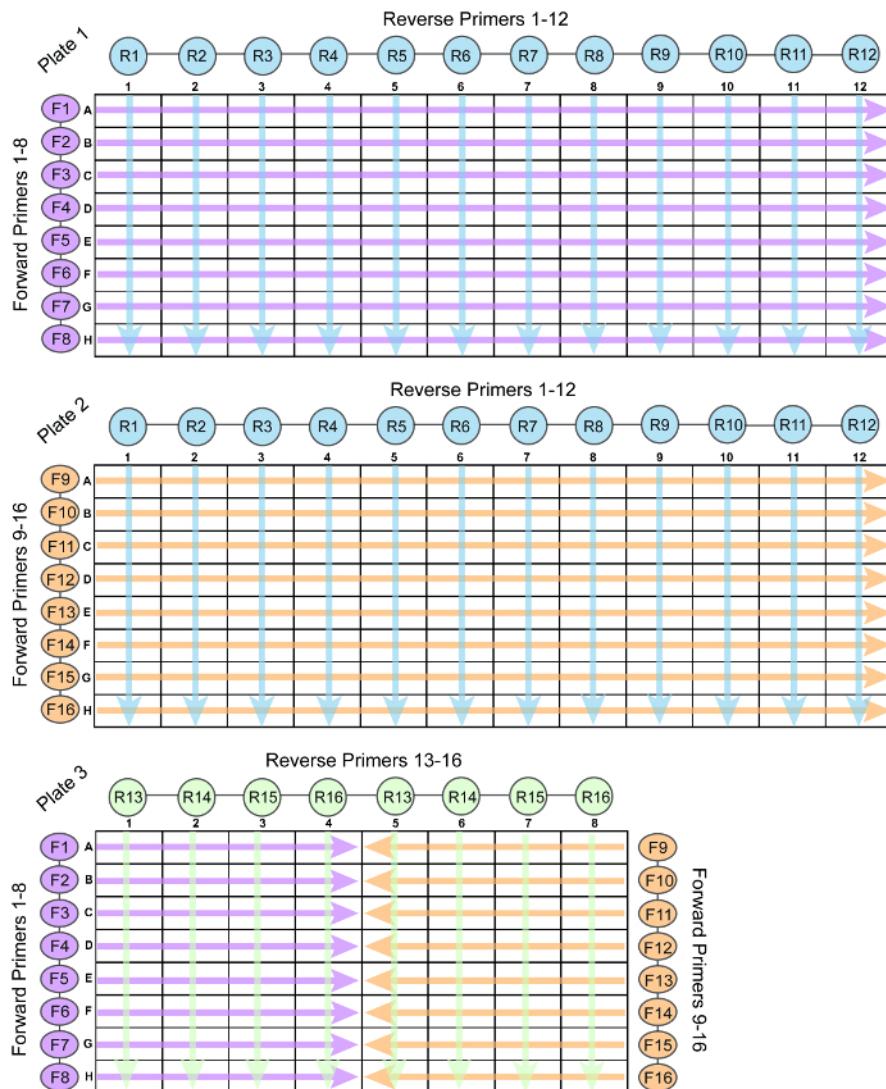 Reverse Primers 1-12
Plate 1
R1 R2 R3 R4 R5 R6 R7 R8 R9 R10 R11 R12
1 2 3 4 5 6 7 8 9 10 11 12
Forward Primers 1-8
F1 A
F2 B
F3 C
F4 D
F5 E
F6 F
F7 G
F8 H
Reverse Primers 1-12
Plate 2
R1 R2 R3 R4 R5 R6 R7 R8 R9 R10 R11 R12
1 2 3 4 5 6 7 8 9 10 11 12
Forward Primers 9-16
F9 A
F10 B
F11 C
F12 D
F13 E
F14 F
F15 G
F16 H
Reverse Primers 13-16
Plate 3
R13 R14 R15 R16 R13 R14 R15 R16
1 2 3 4 5 6 7 8
Forward Primers 1-8
F1 A F9
F2 B F10
F3 C F11
F4 D F12
F5 E F13
F6 F F14
F7 G F15
F8 H F16
Forward Primers 9-16